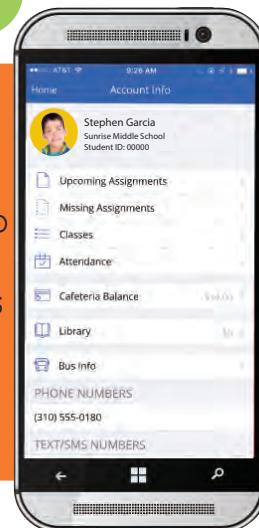 AT&T 9:26 AM
Home Account Info
Stephen Garcia
Sunrise Middle School
Student ID: 00000
Upcoming Assignments
Missing Assignments
Classes
Attendance
Cafeteria Balance
Library
Bus Info
PHONE NUMBERS
(310) 555-0180
TEXT/SMS NUMBERS